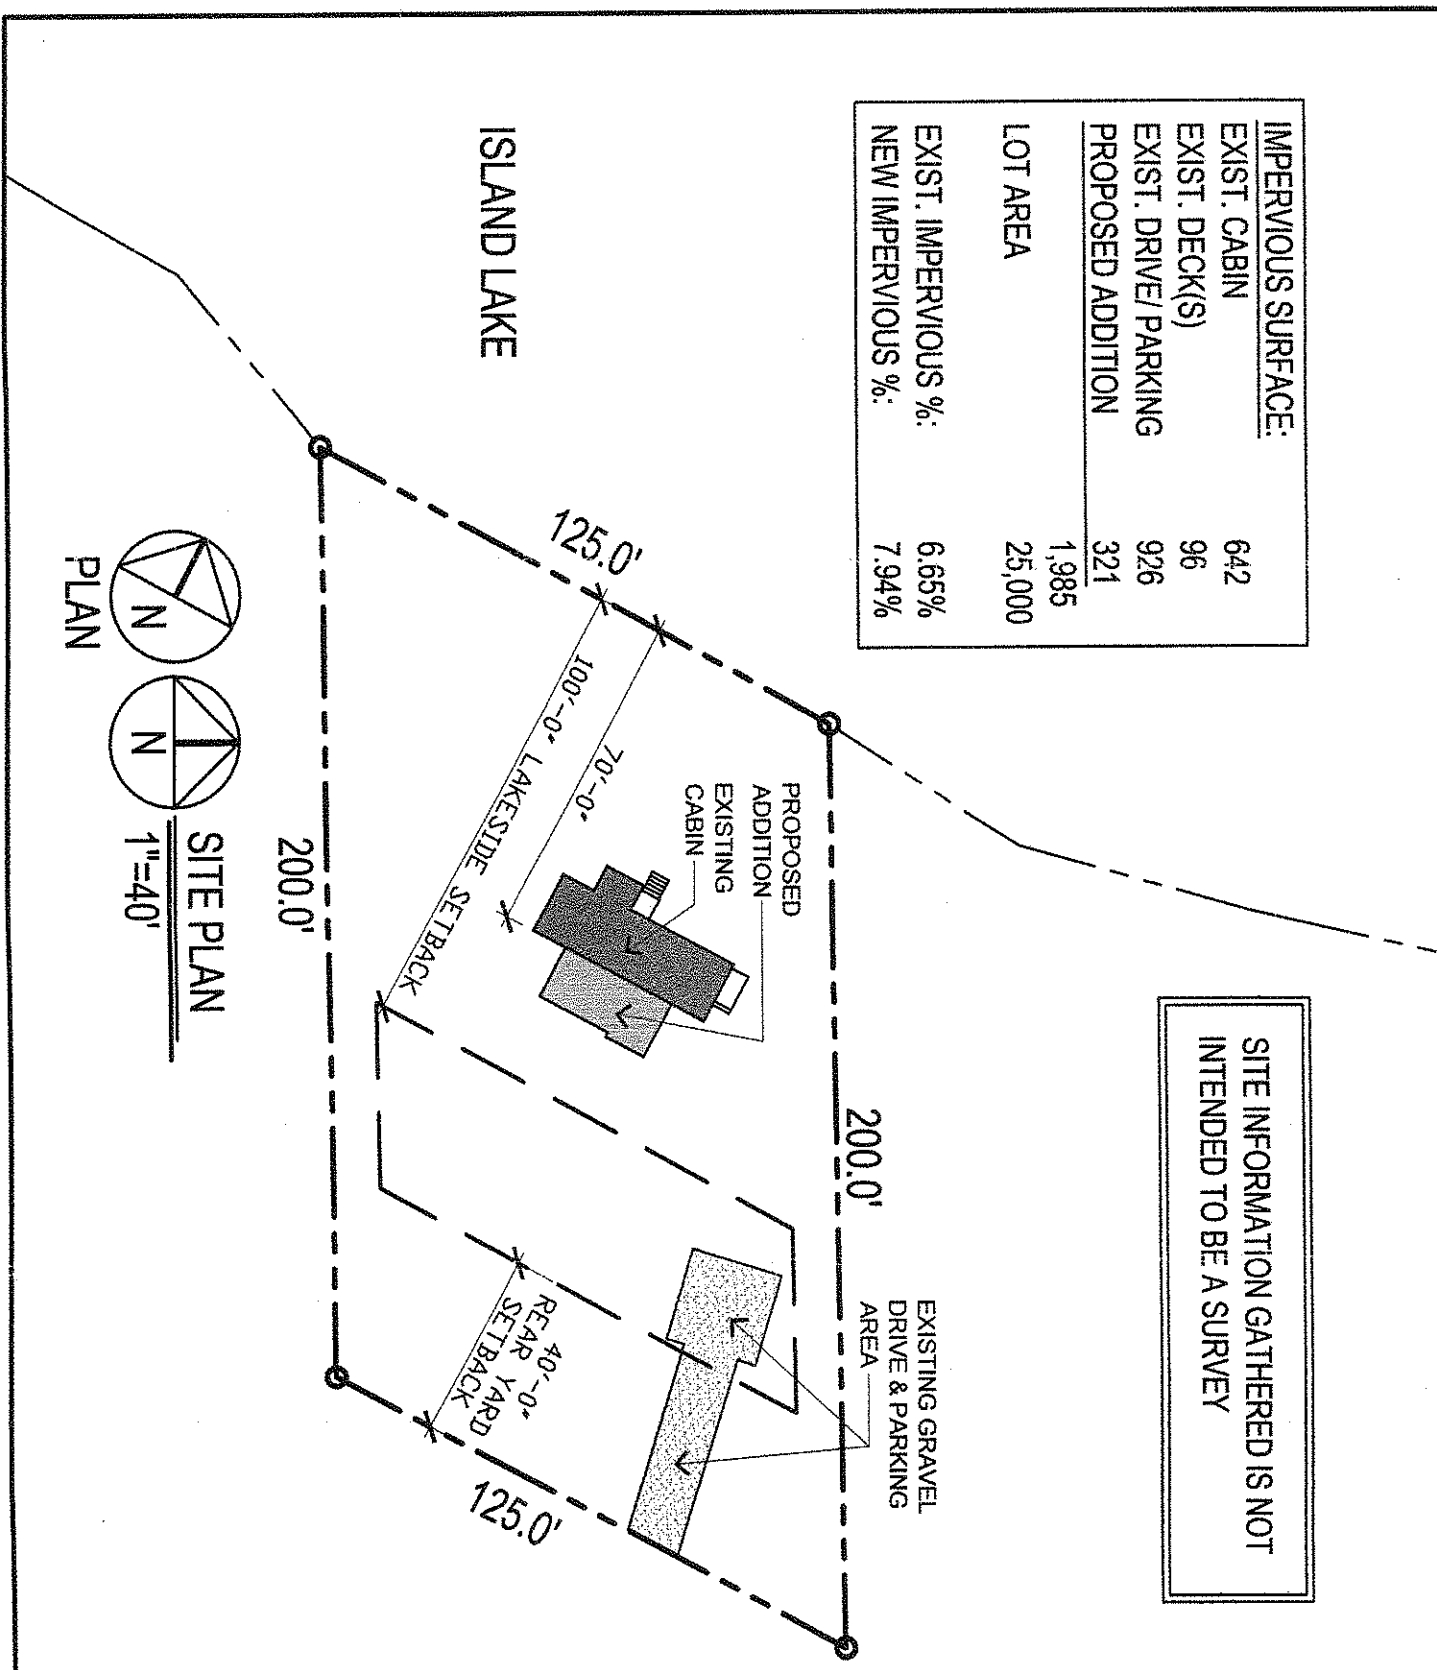 IMPERVIOUS SURFACE:
EXIST. CABIN 642
EXIST. DECK(S) 96
EXIST. DRIVE/ PARKING 926
PROPOSED ADDITION 321
1,985
LOT AREA 25,000
EXIST. IMPERVIOUS %: 6.65%
NEW IMPERVIOUS %: 7.94%
SITE INFORMATION GATHERED IS NOT
INTENDED TO BE A SURVEY
ISLAND LAKE
125.0'
200.0'
EXISTING GRAVEL
DRIVE & PARKING
AREA
PROPOSED
ADDITION
EXISTING
CABIN
70'-0"
100'-0" LAKESIDE SETBACK
40'-0"
REAR YARD
SETBACK
125.0'
200.0'
N
PLAN
N
SITE PLAN
1"=40'